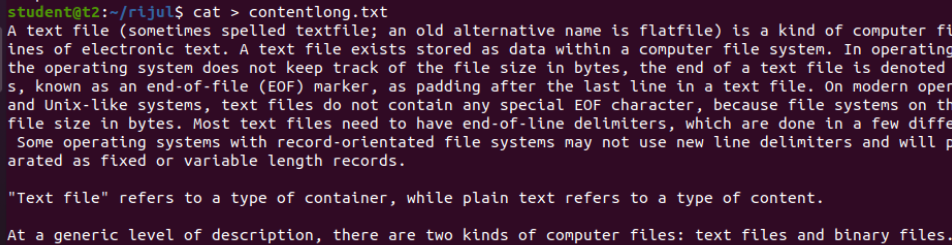 student@t2:~/rijul$ cat > contentlong.txt
A text file (sometimes spelled textfile; an old alternative name is flatfile) is a kind of computer fi
ines of electronic text. A text file exists stored as data within a computer file system. In operating
the operating system does not keep track of the file size in bytes, the end of a text file is denoted
s, known as an end-of-file (EOF) marker, as padding after the last line in a text file. On modern oper
and Unix-like systems, text files do not contain any special EOF character, because file systems on th
file size in bytes. Most text files need to have end-of-line delimiters, which are done in a few diffe
Some operating systems with record-orientated file systems may not use new line delimiters and will p
arated as fixed or variable length records.
"Text file" refers to a type of container, while plain text refers to a type of content.
At a generic level of description, there are two kinds of computer files: text files and binary files.